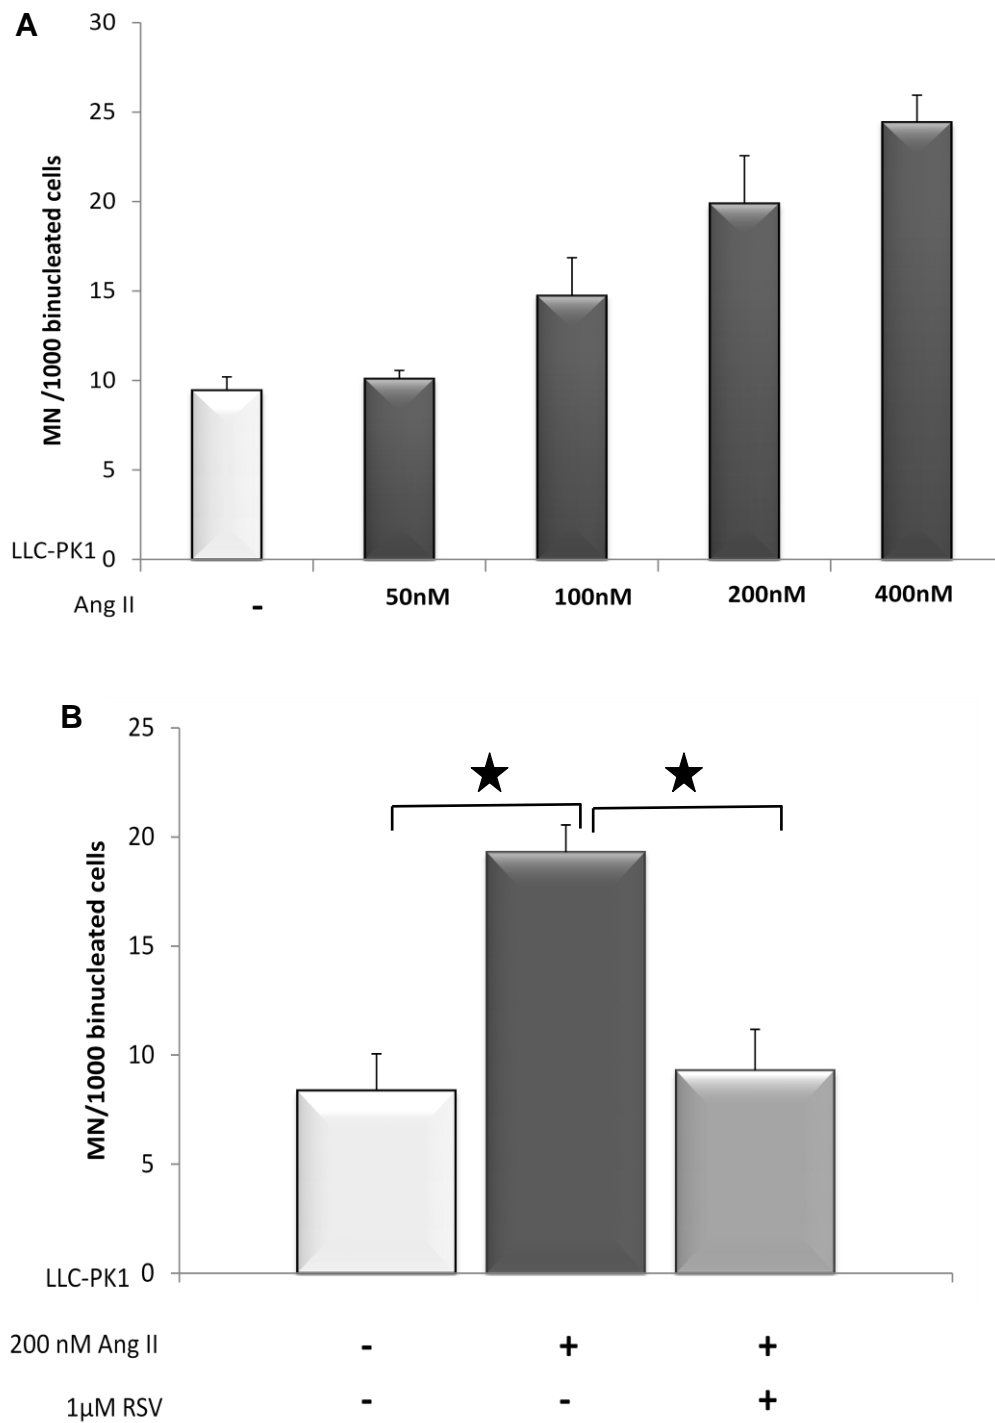 A
30
25
20
15
10
5
0
MN /1000 binucleated cells
LLC-PK1
Ang II - 50nM 100nM 200nM 400nM
B
25
20
15
10
5
0
MN/1000 binucleated cells
LLC-PK1
200 nM Ang II - + +
1µM RSV - - +